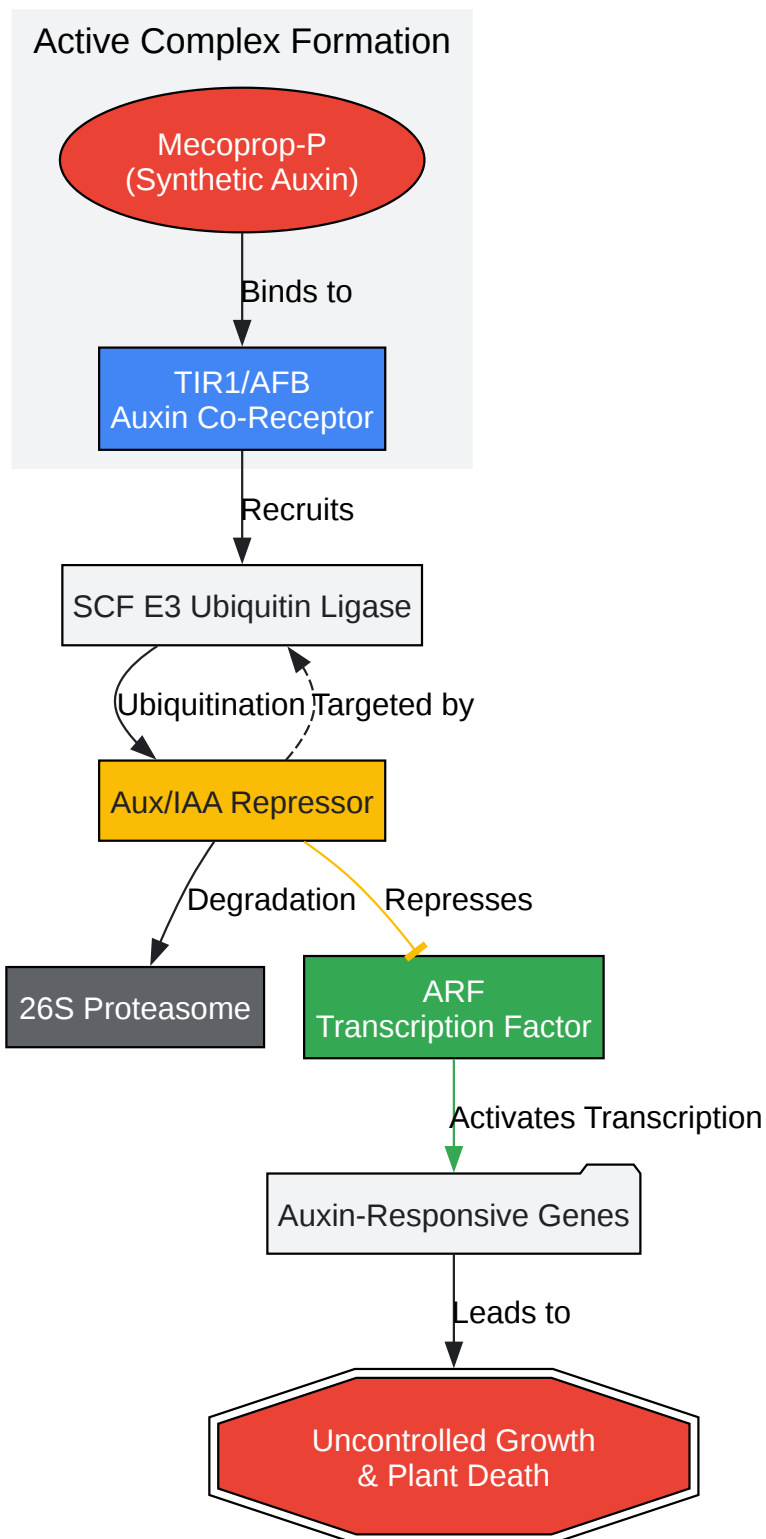 Active Complex Formation
Mecoprop-P
(Synthetic Auxin)
Binds to
TIR1/AFB
Auxin Co-Receptor
Recruits
SCF E3 Ubiquitin Ligase
Ubiquitination
Targeted by
Aux/IAA Repressor
Degradation
Represses
26S Proteasome
ARF
Transcription Factor
Activates Transcription
Auxin-Responsive Genes
Leads to
Uncontrolled Growth
& Plant Death